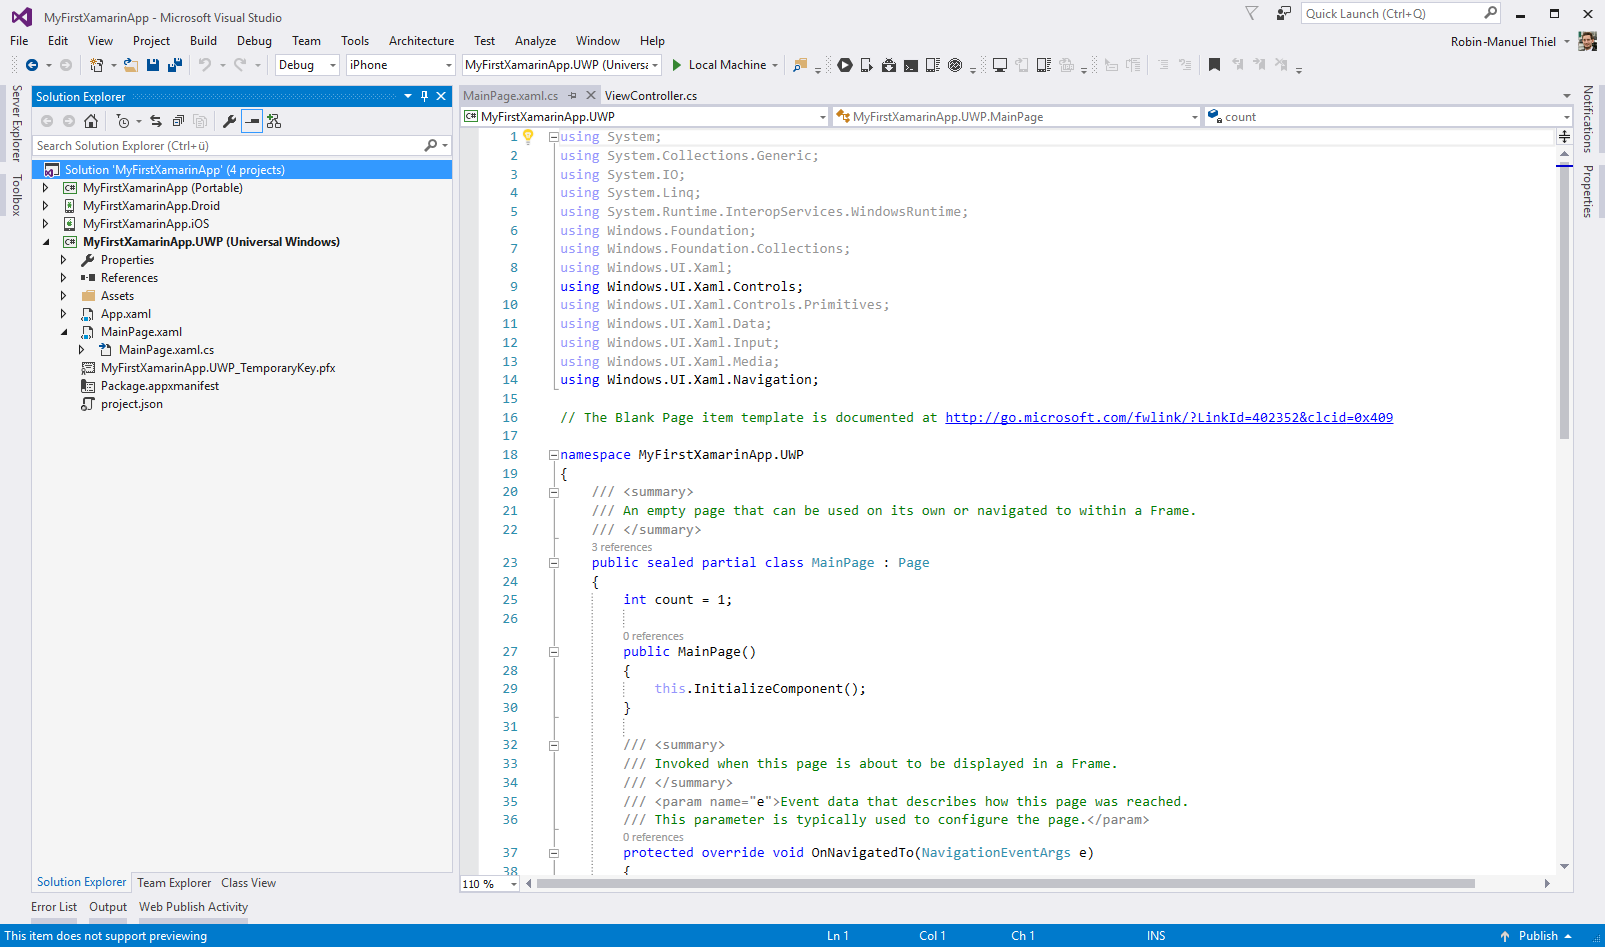 MyFirstXamarinApp - Microsoft Visual Studio
Quick Launch (Ctrl+Q)
File Edit View Project Build Debug Team Tools Architecture Test Analyze Window Help
Robin-Manuel Thiel
Debug iPhone MyFirstXamarinApp.UWP (Universa Local Machine
Server Explorer
Toolbox
Solution Explorer
Search Solution Explorer (Ctrl+ü)
Solution 'MyFirstXamarinApp' (4 projects)
C# MyFirstXamarinApp (Portable)
MyFirstXamarinApp.Droid
MyFirstXamarinApp.iOS
C# MyFirstXamarinApp.UWP (Universal Windows)
Properties
References
Assets
App.xaml
MainPage.xaml
MainPage.xaml.cs
MyFirstXamarinApp.UWP_TemporaryKey.pfx
Package.appxmanifest
project.json
Solution Explorer Team Explorer Class View
Error List Output Web Publish Activity
MainPage.xaml.cs ViewController.cs
C# MyFirstXamarinApp.UWP MyFirstXamarinApp.UWP.MainPage count
1 using System;
2 using System.Collections.Generic;
3 using System.IO;
4 using System.Linq;
5 using System.Runtime.InteropServices.WindowsRuntime;
6 using Windows.Foundation;
7 using Windows.Foundation.Collections;
8 using Windows.UI.Xaml;
9 using Windows.UI.Xaml.Controls;
10 using Windows.UI.Xaml.Controls.Primitives;
11 using Windows.UI.Xaml.Data;
12 using Windows.UI.Xaml.Input;
13 using Windows.UI.Xaml.Media;
14 using Windows.UI.Xaml.Navigation;
15
16 // The Blank Page item template is documented at http://go.microsoft.com/fwlink/?LinkId=402352&clcid=0x409
17
18 namespace MyFirstXamarinApp.UWP
19 {
20 /// <summary>
21 /// An empty page that can be used on its own or navigated to within a Frame.
22 /// </summary>
3 references
23 public sealed partial class MainPage : Page
24 {
25 int count = 1;
26
0 references
27 public MainPage()
28 {
29 this.InitializeComponent();
30 }
31
32 /// <summary>
33 /// Invoked when this page is about to be displayed in a Frame.
34 /// </summary>
35 /// <param name="e">Event data that describes how this page was reached.
36 /// This parameter is typically used to configure the page.</param>
0 references
37 protected override void OnNavigatedTo(NavigationEventArgs e)
38 {
110 %
Notifications
Properties
This item does not support previewing Ln 1 Col 1 Ch 1 INS Publish